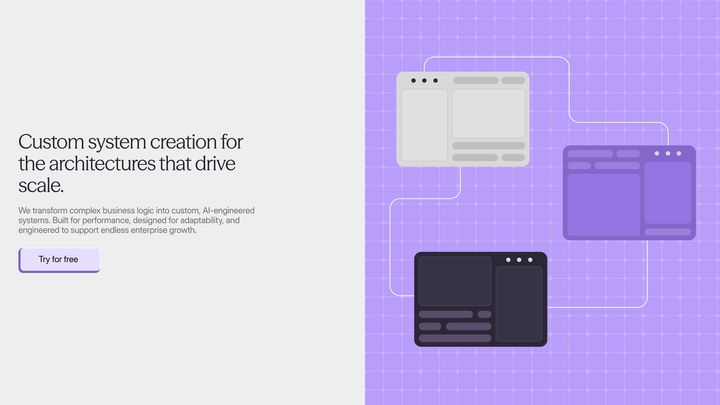 Custom system creation for
the architectures that drive
scale.
We transform complex business logic into custom, AI-engineered
systems. Built for performance, designed for adaptability, and
engineered to support endless enterprise growth.
Try for free